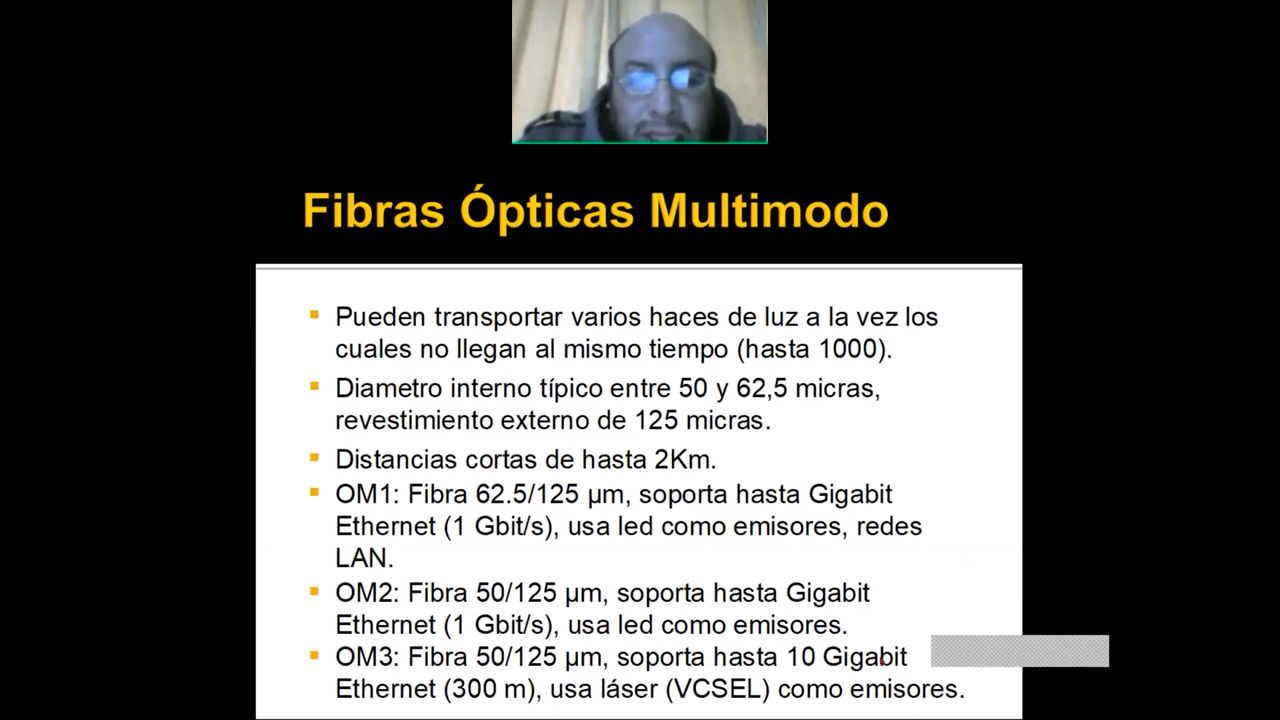 Fibras Ópticas Multimodo
Pueden transportar varios haces de luz a la vez los
cuales no llegan al mismo tiempo (hasta 1000).
Diametro interno típico entre 50 y 62,5 micras,
revestimiento externo de 125 micras.
Distancias cortas de hasta 2Km.
OM1: Fibra 62.5/125 µm, soporta hasta Gigabit
Ethernet (1 Gbit/s), usa led como emisores, redes
LAN.
OM2: Fibra 50/125 µm, soporta hasta Gigabit
Ethernet (1 Gbit/s), usa led como emisores.
OM3: Fibra 50/125 µm, soporta hasta 10 Gigabit
Ethernet (300 m), usa láser (VCSEL) como emisores.